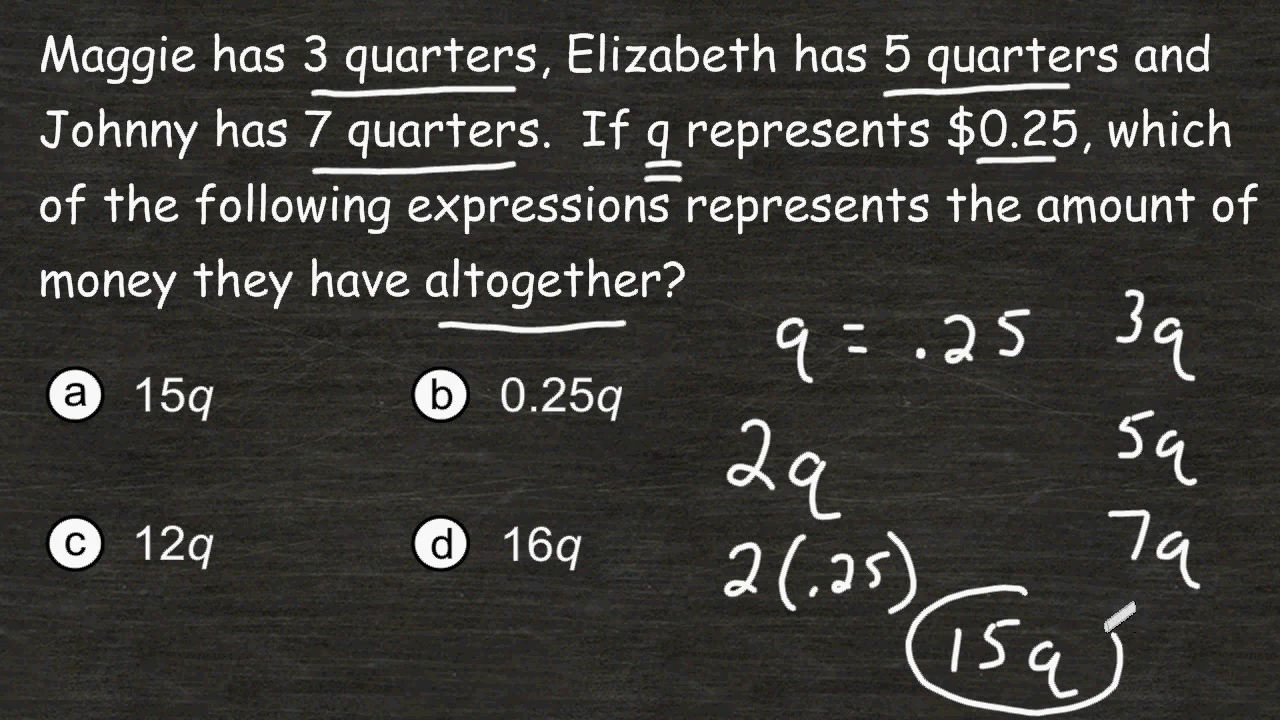 Maggie has 3 quarters, Elizabeth has 5 quarters and
Johnny has 7 quarters. If q represents $0.25, which
of the following expressions represents the amount of
money they have altogether?
a 15q
b 0.25q
c 12q
d 16q
q = .25
2q
2(.25)
3q
5q
7q
15q